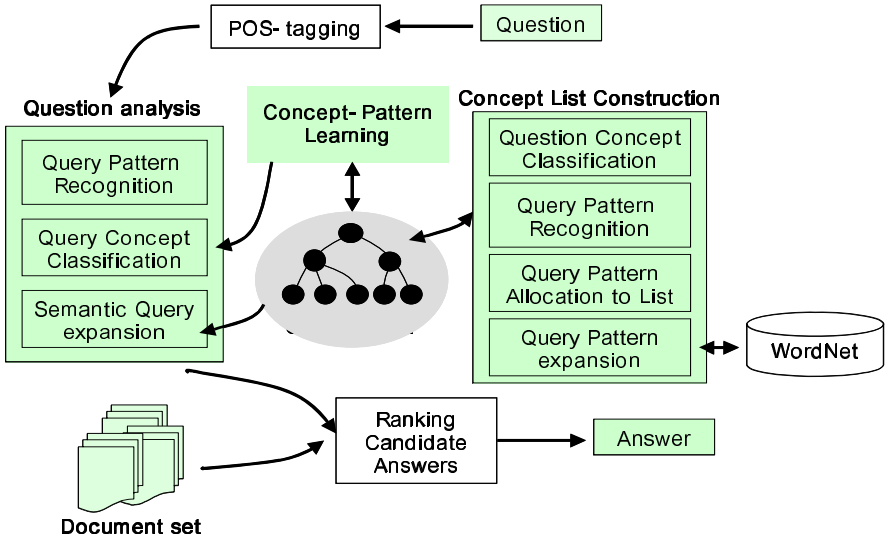 POS- tagging
Question
Question analysis
Query Pattern
Recognition
Query Concept
Classification
Semantic Query
expansion
Concept- Pattern
Learning
Concept List Construction
Question Concept
Classification
Query Pattern
Recognition
Query Pattern
Allocation to List
Query Pattern
expansion
WordNet
Ranking
Candidate
Answers
Answer
Document set